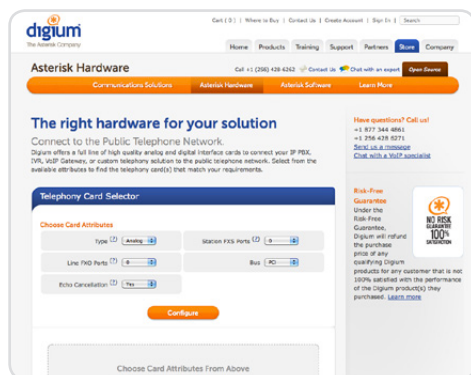 Cart [ 0 ] | Where to Buy | Contact Us | Create Account | Sign In | Search
digium
The Asterisk Company
Home Products Training Support Partners Store Company
Asterisk Hardware
Call +1 (256) 428-6262 Contact Us Chat with an expert Open Source
Communications Solutions Asterisk Hardware Asterisk Software Learn More
The right hardware for your solution
Connect to the Public Telephone
Network.
Digium offers a full line of high quality analog and
digital interface cards to connect your IP PBX,
IVR, VoIP Gateway, or custom telephony solution to the public telephone network. Select from the
available attributes to find the telephony card(s) that match your requirements.
Have questions? Call us!
+1 877 344 4861
+1 256 428 6271
Send us a message
Chat with a VoIP specialist
Telephony Card Selector
Choose Card Attributes
Type [?] Analog
Station FXS Ports [?] 0
Line FXO Ports [?]
Bus [?] PCI
Echo Cancellation [?] Yes
Configure
Choose Card Attributes From Above
Risk-Free
Guarantee
Under the
Risk-Free
Guarantee,
Digium will refund
the purchase
price of any
qualifying Digium
products for any customer that is not
100% satisfied with the performance
of the Digium product(s) they
purchased. Learn more
NO RISK
GUARANTEE
100%
SATISFACTION